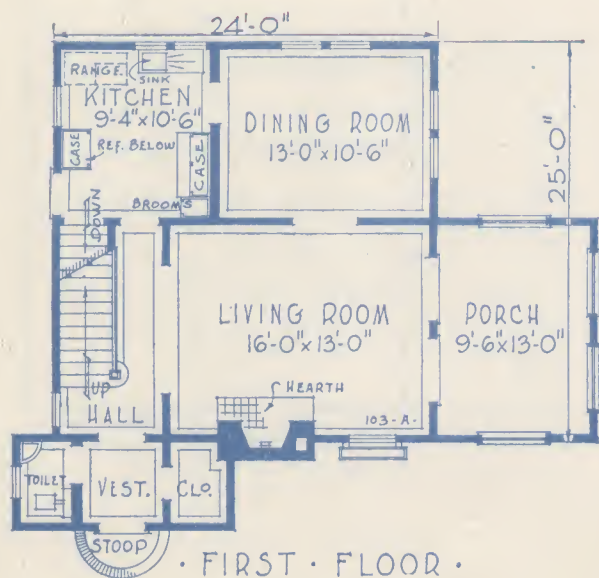 24'-0"
RANGE
SINK
KITCHEN
9'-4"x10'-6"
CASE
REF. BELOW
CASE
BROOMS
DINING ROOM
13'-0"x10'-6"
25'-0"
DOWN
LIVING ROOM
16'-0"x13'-0"
PORCH
9'-6"x13'-0"
UP
HALL
HEARTH
103-A-
TOILET
VEST.
CLO.
STOOP
· FIRST · FLOOR ·